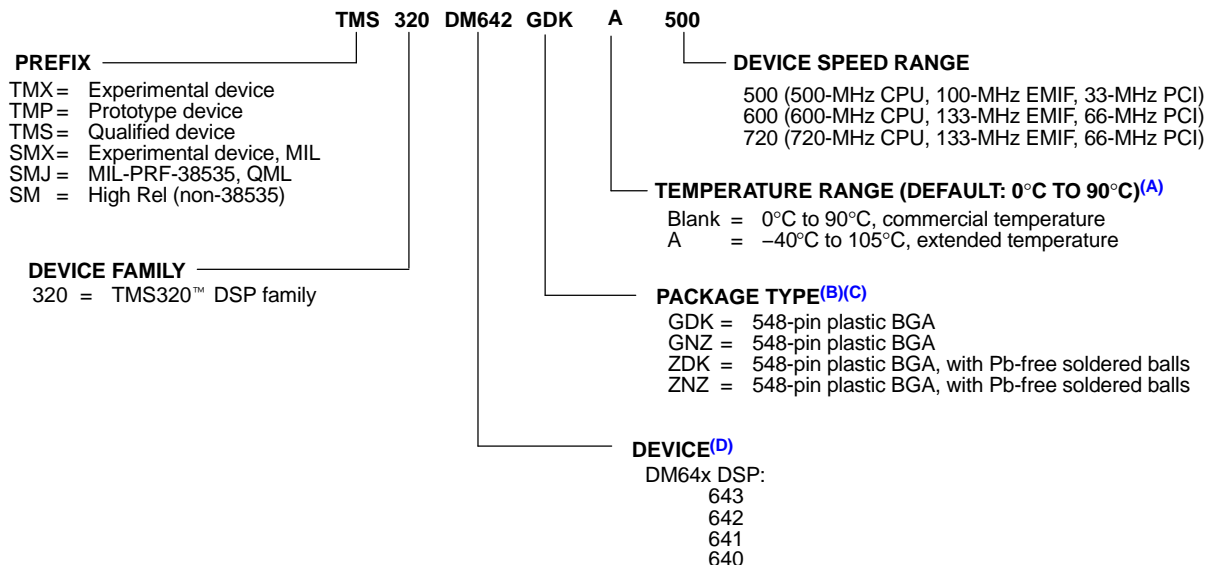 TMS 320 DM642 GDK A 500
PREFIX
TMX = Experimental device
TMP = Prototype device
TMS = Qualified device
SMX = Experimental device, MIL
SMJ = MIL-PRF-38535, QML
SM = High Rel (non-38535)
DEVICE SPEED RANGE
500 (500-MHz CPU, 100-MHz EMIF, 33-MHz PCI)
600 (600-MHz CPU, 133-MHz EMIF, 66-MHz PCI)
720 (720-MHz CPU, 133-MHz EMIF, 66-MHz PCI)
TEMPERATURE RANGE (DEFAULT: 0°C TO 90°C)(A)
Blank = 0°C to 90°C, commercial temperature
A = −40°C to 105°C, extended temperature
DEVICE FAMILY
320 = TMS320™ DSP family
PACKAGE TYPE(B)(C)
GDK = 548-pin plastic BGA
GNZ = 548-pin plastic BGA
ZDK = 548-pin plastic BGA, with Pb-free soldered balls
ZNZ = 548-pin plastic BGA, with Pb-free soldered balls
DEVICE(D)
DM64x DSP:
643
642
641
640